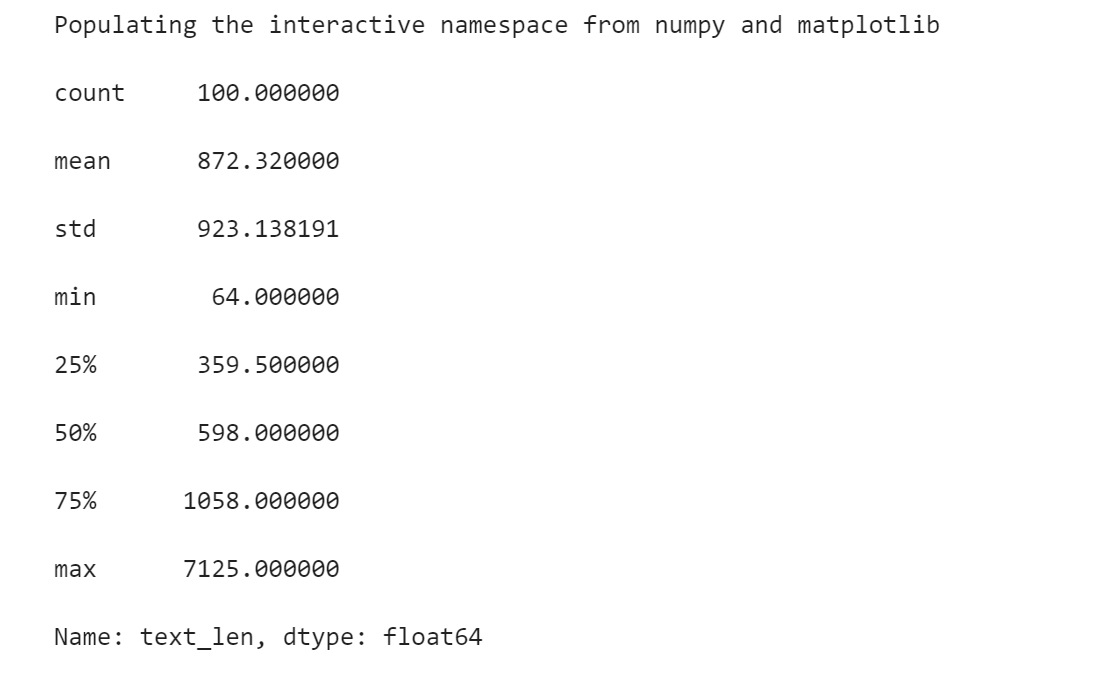 Populating the interactive namespace from numpy and matplotlib
count     100.000000
mean      872.320000
std       923.138191
min        64.000000
25%       359.500000
50%       598.000000
75%      1058.000000
max      7125.000000
Name: text_len, dtype: float64